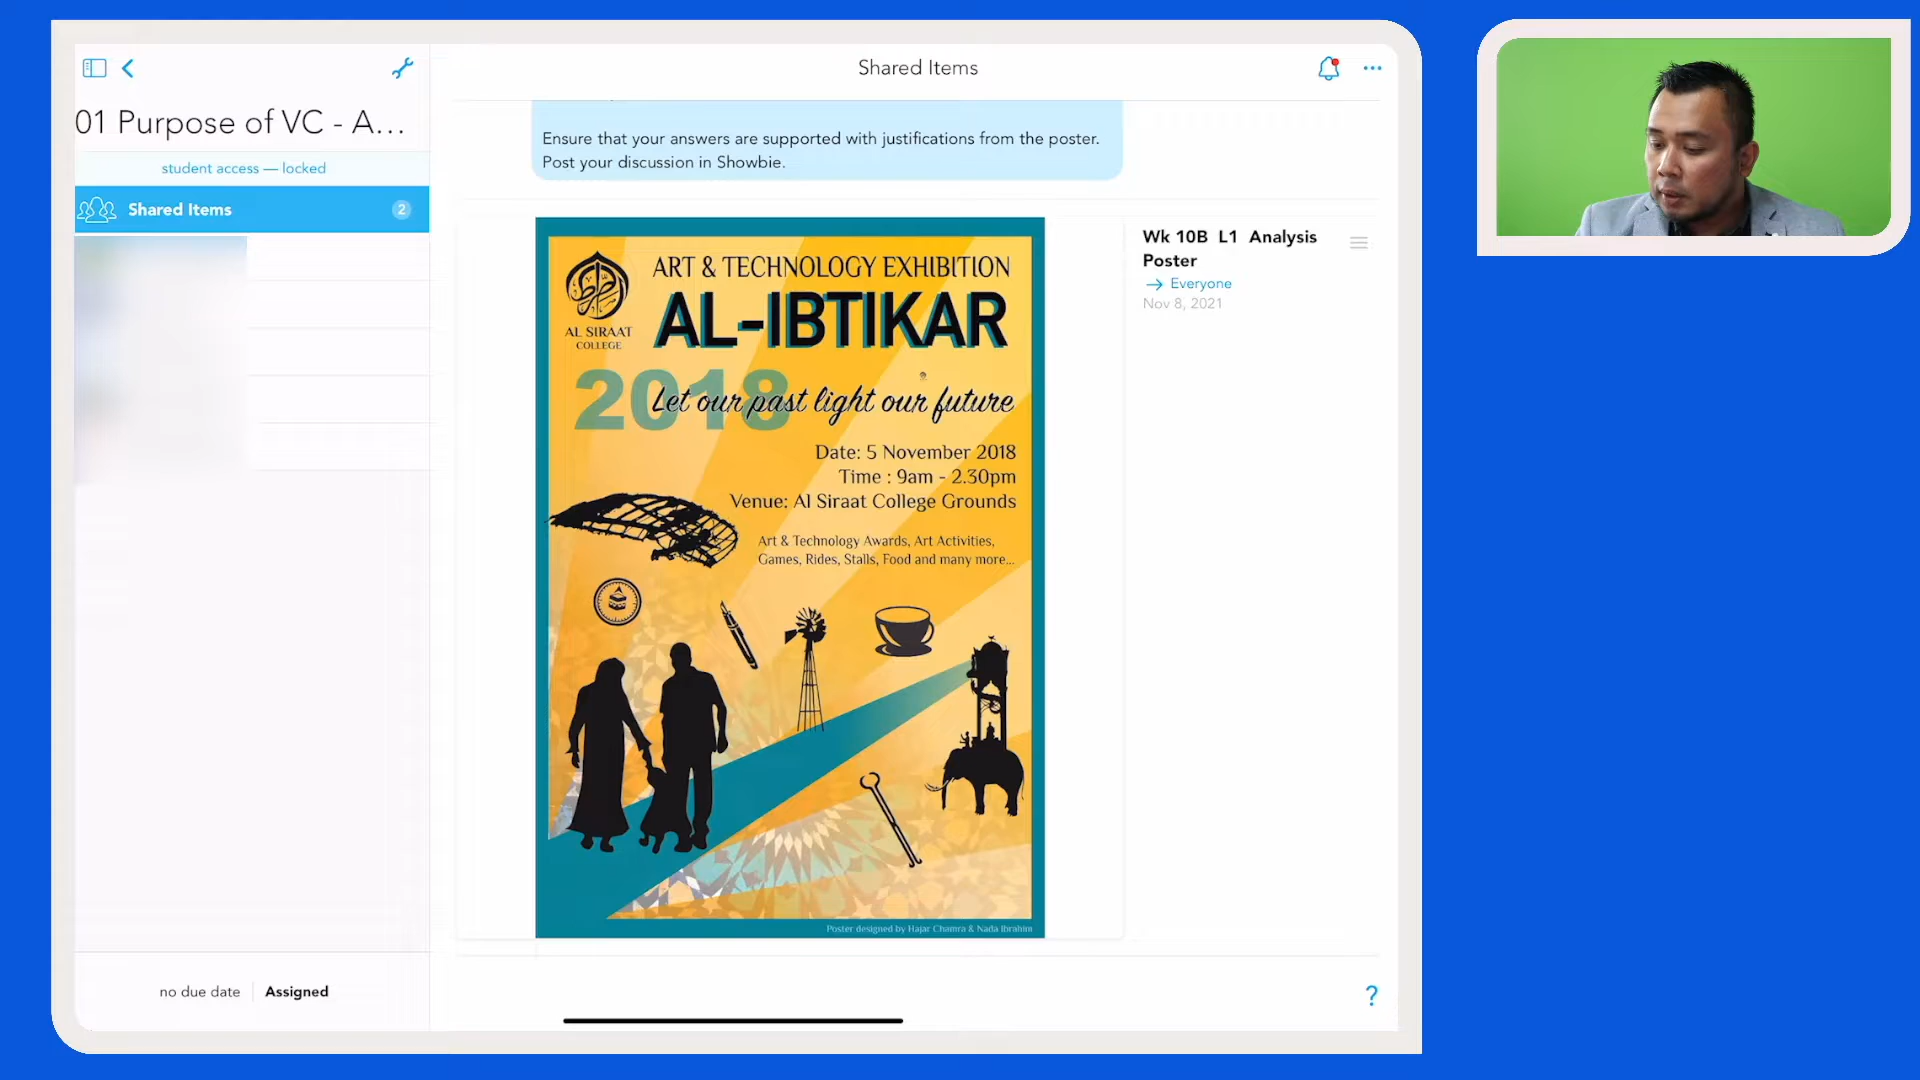 Shared Items
01 Purpose of VC - A...
student access — locked
Shared Items
2
Ensure that your answers are supported with justifications from the poster.
Post your discussion in Showbie.
AL SIRAAT
COLLEGE
ART & TECHNOLOGY EXHIBITION
AL-IBTIKAR
2018
Let our past light our future
Date: 5 November 2018
Time : 9am - 2.30pm
Venue: Al Siraat College Grounds
Art & Technology Awards, Art Activities,
Games, Rides, Stalls, Food and many more...
Poster designed by Hajar Chamra & Nada Ibrahim
Wk 10B L1 Analysis
Poster
Everyone
Nov 8, 2021
no due date
Assigned
?